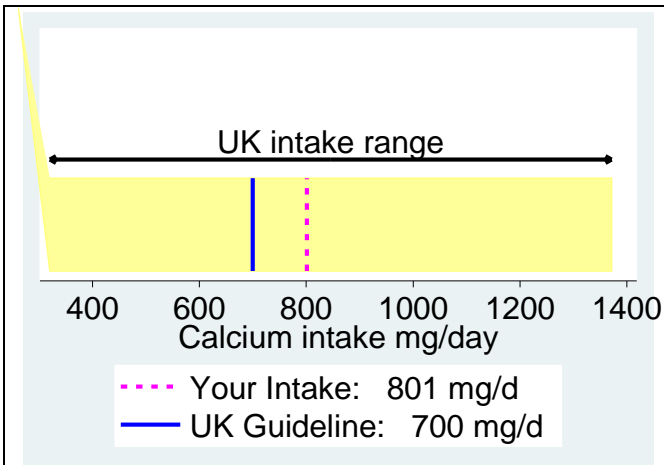 UK intake range
400 600 800 1000 1200 1400
Calcium intake mg/day
Your Intake: 801 mg/d
UK Guideline: 700 mg/d